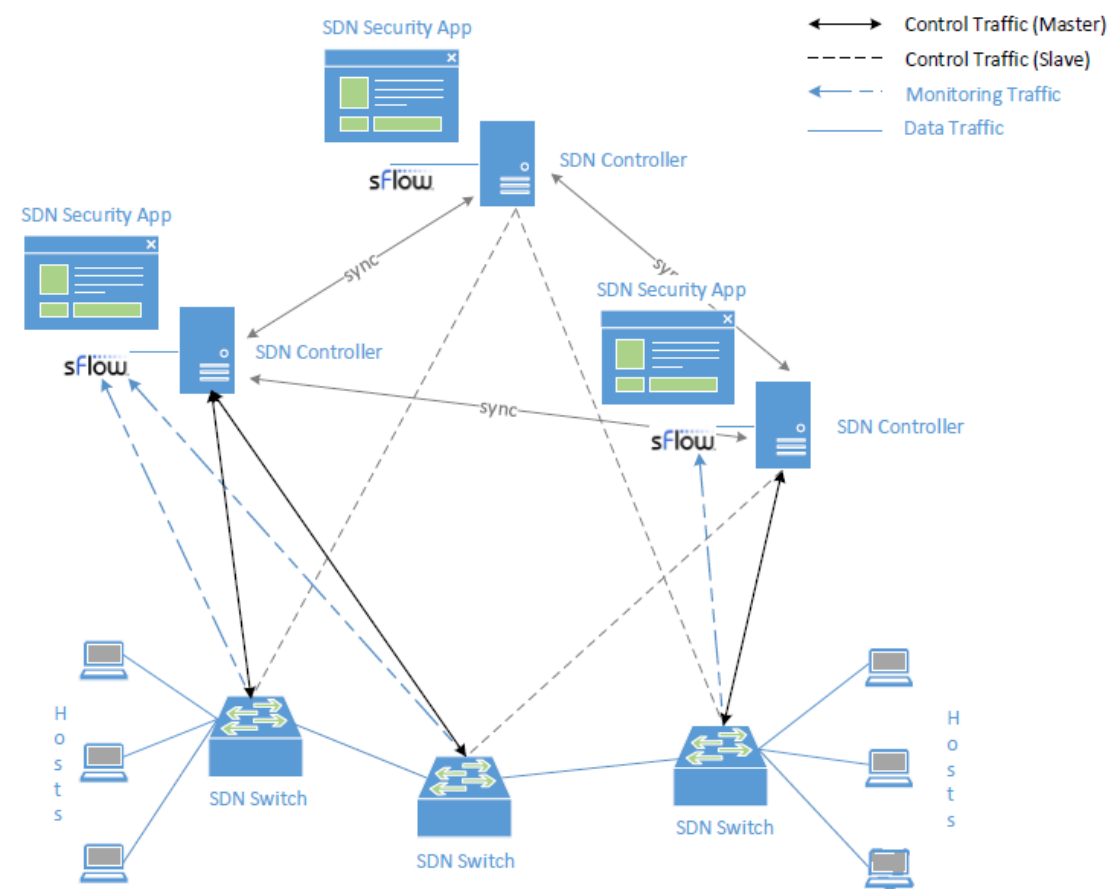 SDN Security App
Control Traffic (Master)
Control Traffic (Slave)
Monitoring Traffic
Data Traffic
SDN Controller
sFlow
SDN Security App
sync
SDN Security App
SDN Controller
sFlow
sync
SDN Controller
sFlow
Hosts
Hosts
SDN Switch
SDN Switch
SDN Switch